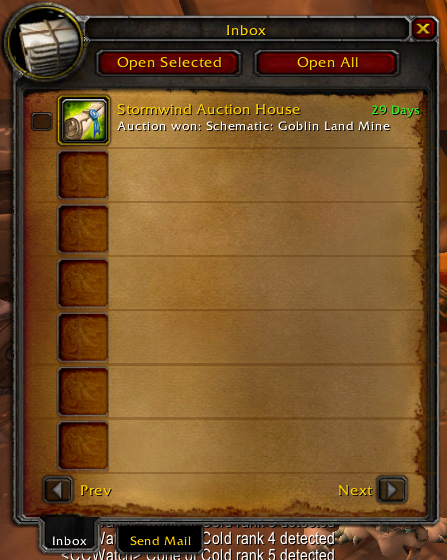 Inbox
Open Selected
Open All
Stormwind Auction House
29 Days
Auction won: Schematic: Goblin Land Mine
Prev
Next
Inbox
Send Mail
Cold rank 4 detected
<CCWatch> Cone of Cold rank 5 detected